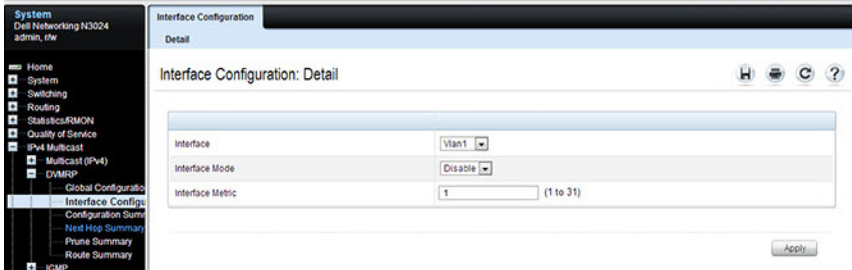 System
Dell Networking N3024
admin, r/w
Home
System
Switching
Routing
Statistics/RMON
Quality of Service
IPv4 Multicast
Multicast (IPv4)
DVMRP
Global Configuratio
Interface Configu
Configuration Summ
Next Hop Summary
Prune Summary
Route Summary
IGMP
Interface Configuration
Detail
Interface Configuration: Detail
?
Interface Vlan1
Interface Mode Disable
Interface Metric 1 (1 to 31)
Apply